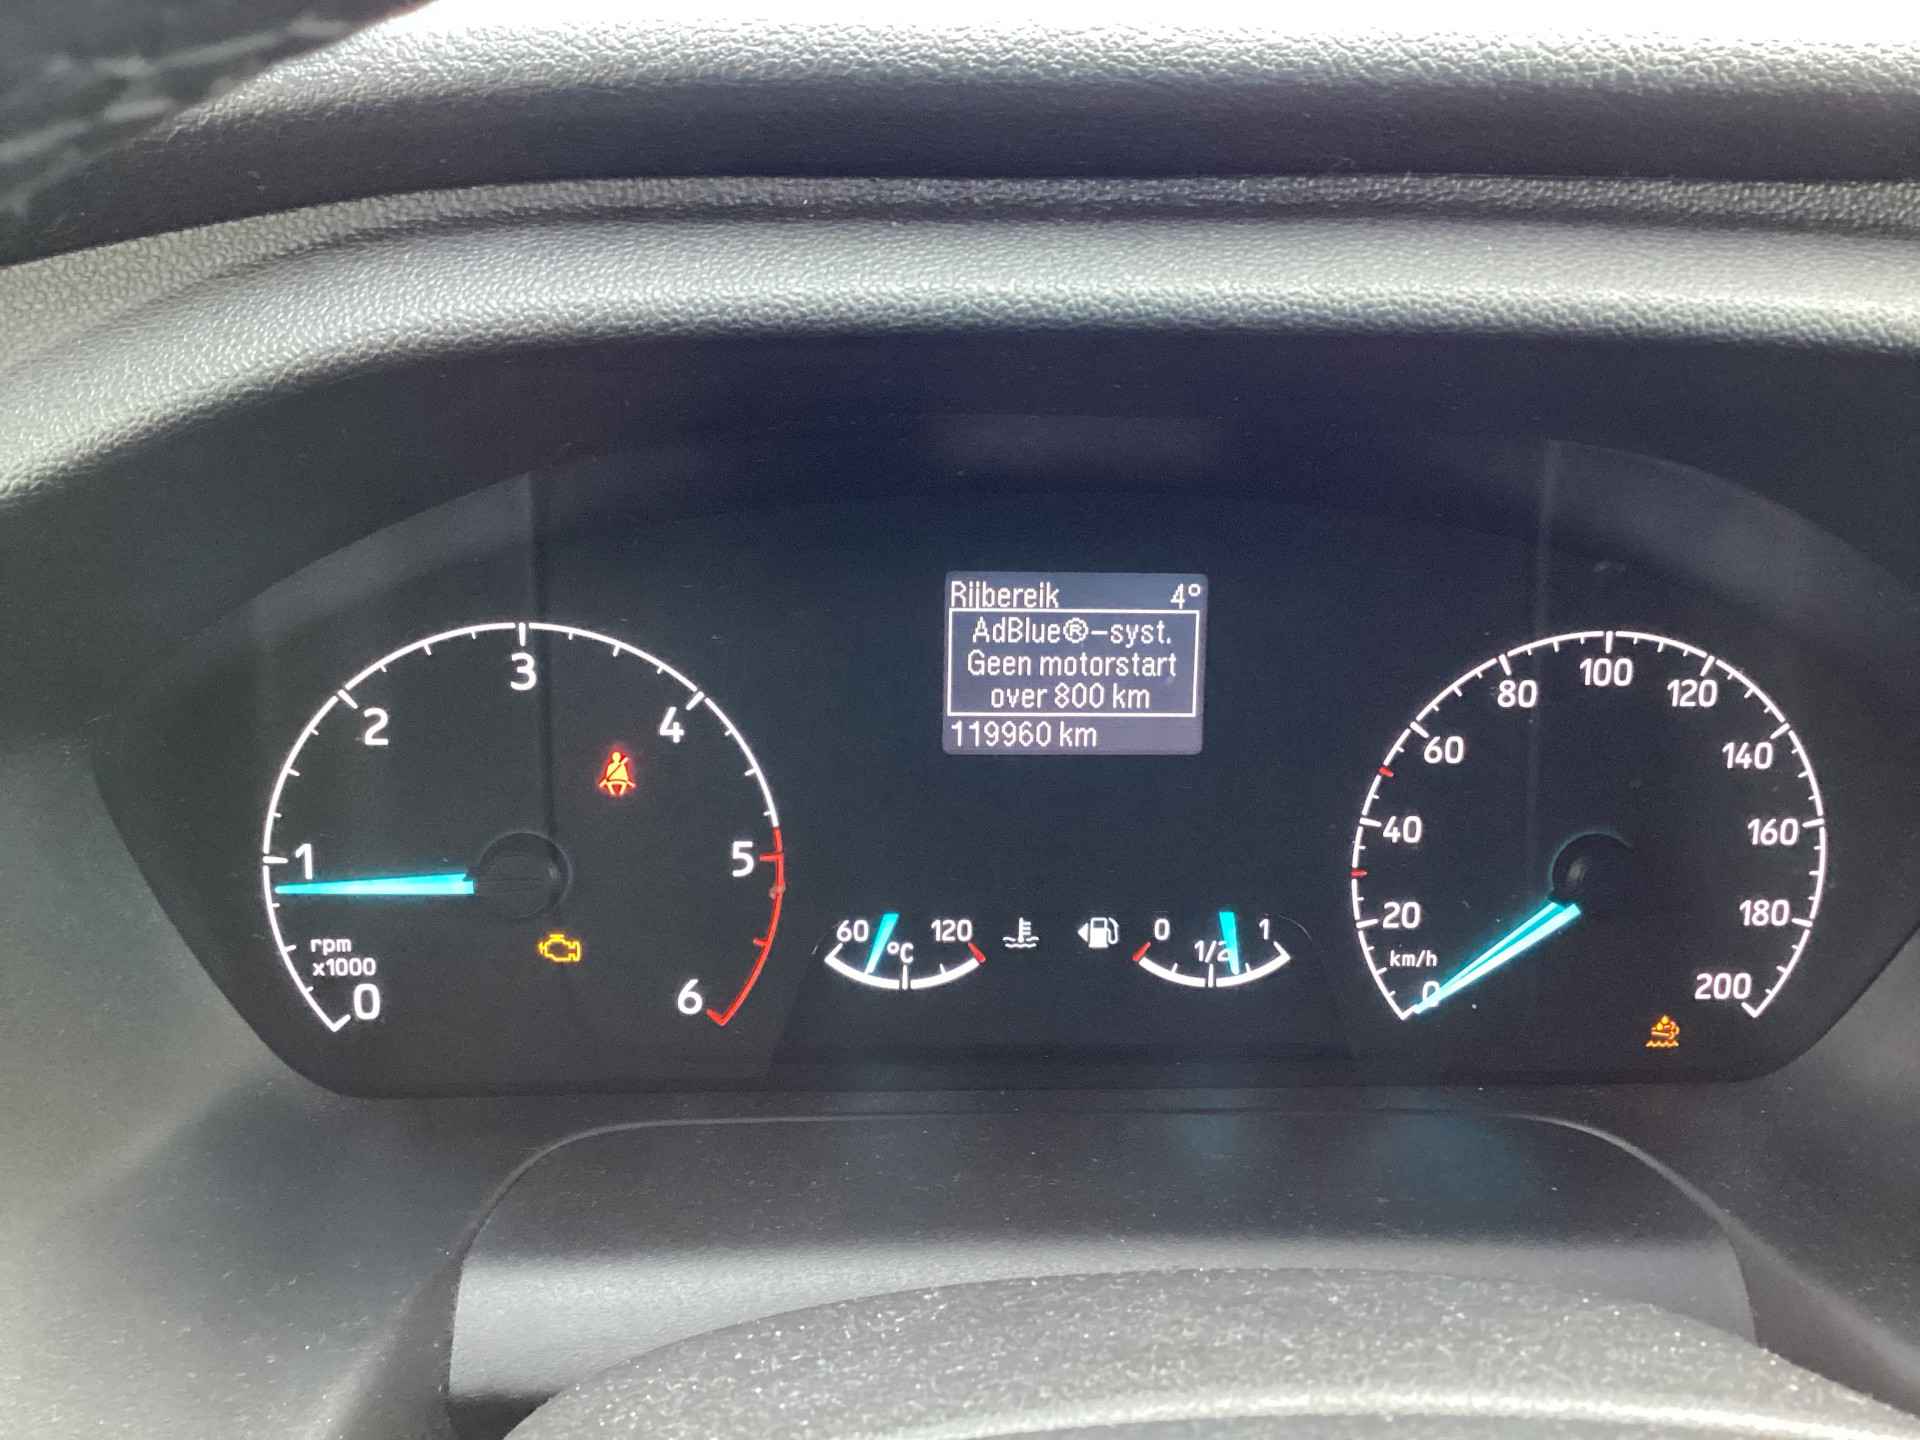 Rijbereik 4°
AdBlue®-syst.
Geen motorstart
over 800 km
119960 km
0
1
2
3
4
5
6
rpm
x1000
60 °C 120
0 1/2 1
0
20
40
60
80
100
120
140
160
180
200
km/h